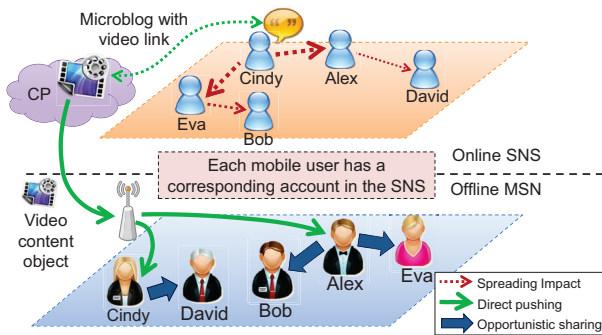 Microblog with
video link
CP
Cindy
Alex
David
Eva
Bob
Each mobile user has a
corresponding account in the SNS
Online SNS
Offline MSN
Video
content
object
Cindy
David
Bob
Alex
Eva
Spreading Impact
Direct pushing
Opportunistic sharing